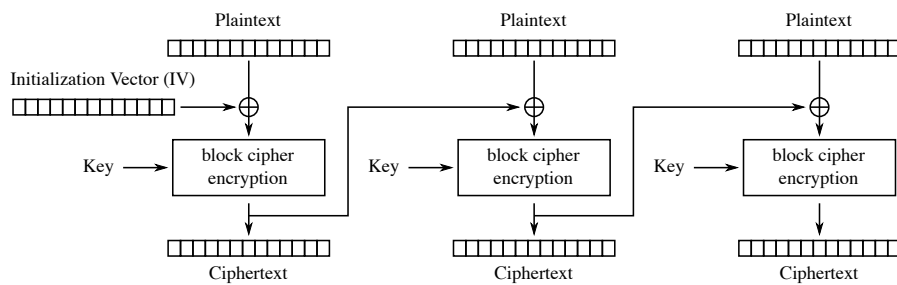 Plaintext
Plaintext
Plaintext
Initialization Vector (IV)
Key
block cipher
encryption
Key
block cipher
encryption
Key
block cipher
encryption
Ciphertext
Ciphertext
Ciphertext